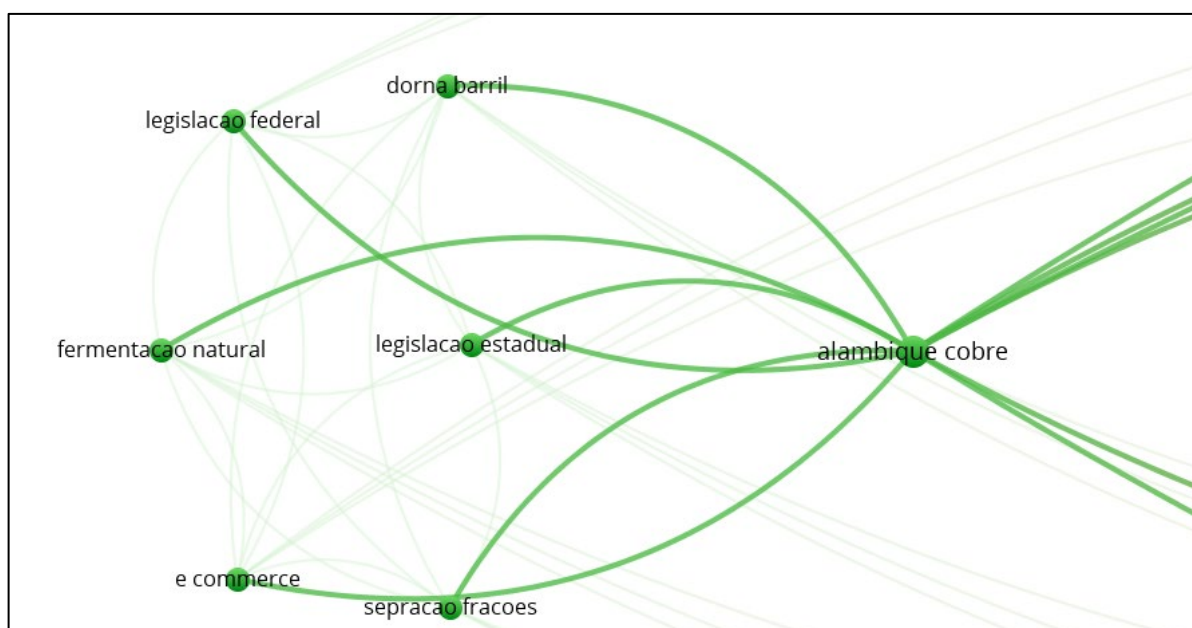 dorna barril
legislacao federal
fermentacao natural
legislacao estadual
alambique cobre
e commerce
sepracao fracoes